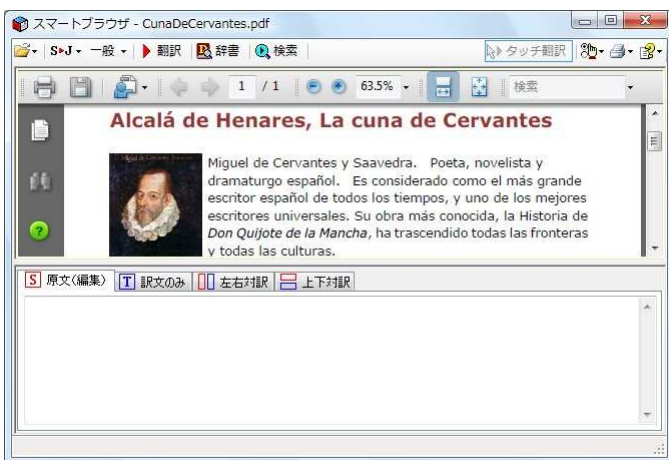 スマートブラウザ - CunaDeCervantes.pdf
S▸J 一般 翻訳 辞書 検索 タッチ翻訳
1 / 1 63.5% 検索
Alcalá de Henares, La cuna de Cervantes
Miguel de Cervantes y Saavedra. Poeta, novelista y
dramaturgo español. Es considerado como el más grande
escritor español de todos los tiempos, y uno de los mejores
escritores universales. Su obra más conocida, la Historia de
Don Quijote de la Mancha, ha trascendido todas las fronteras
y todas las culturas.
S 原文(編集) T 訳文のみ 左右対訳 上下対訳